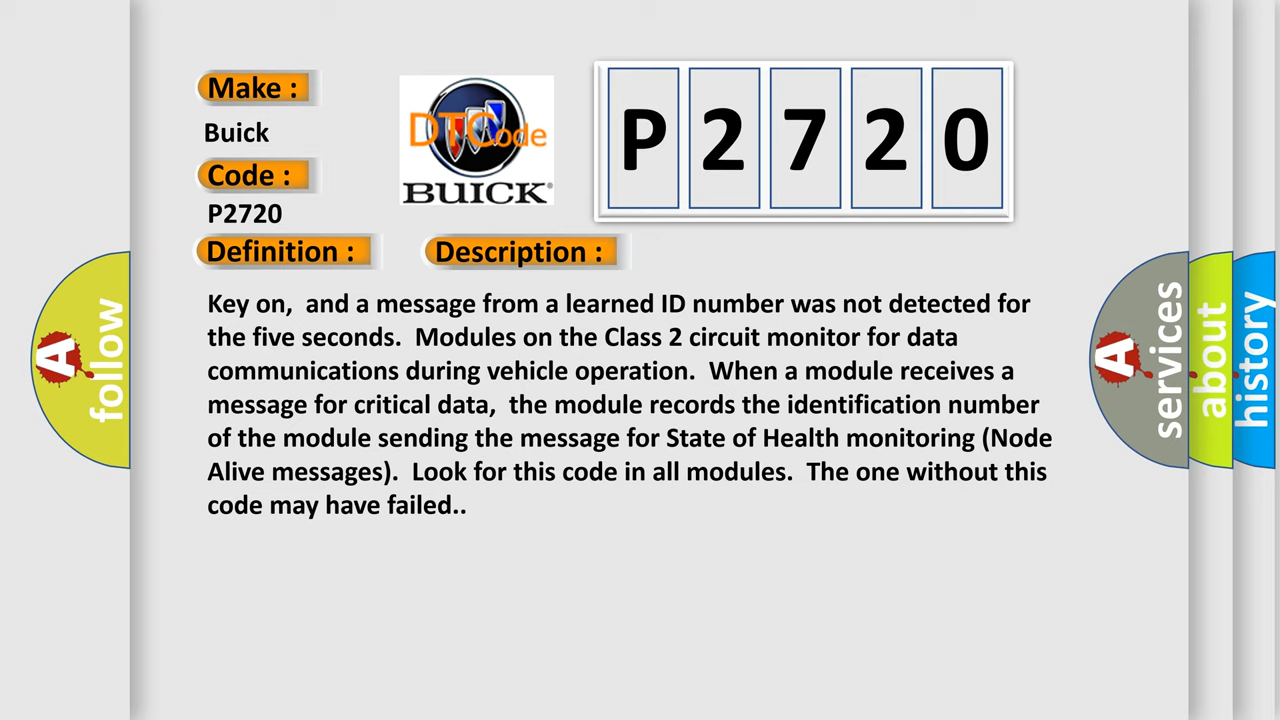 Make :
Buick
Code :
P2720
DTCode
BUICK
P 2 7 2 0
Definition :
Description :
Key on,  and a message from a learned ID number was not detected for
the five seconds  Modules on the Class 2 circuit monitor for data
communications during vehicle operation  When a module receives a
message for critical data,  the module records the identification number
of the module sending the message for State of Health monitoring (Node
Alive messages)  Look for this code in all modules  The one without this
code may have failed..
A follow
A services
about
history